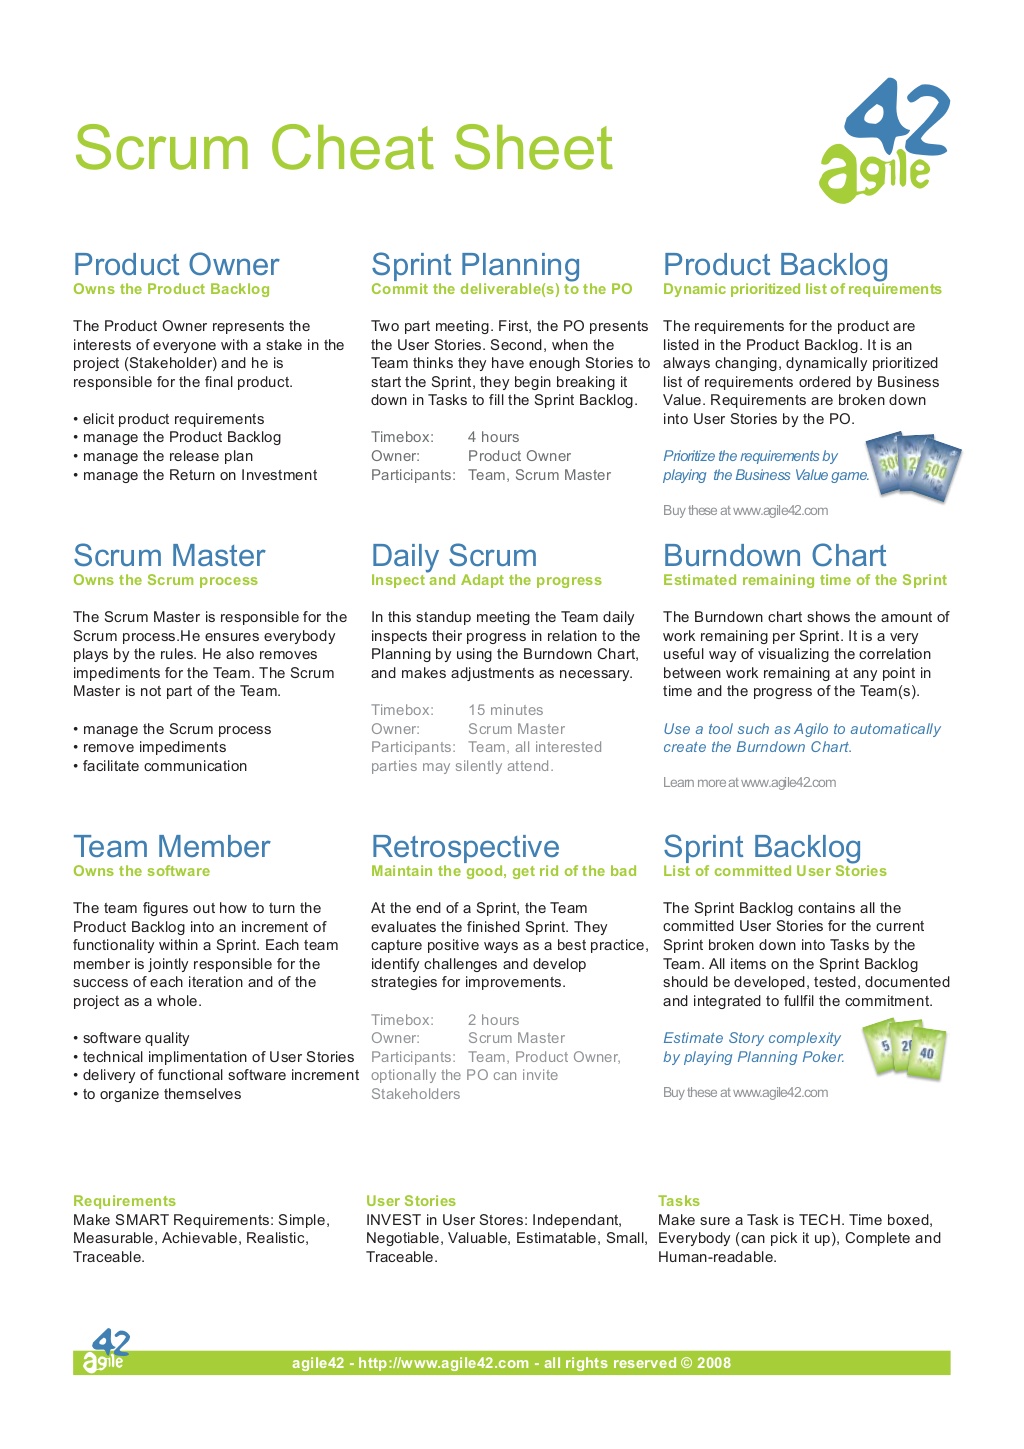 Scrum Cheat Sheet
42
agile
Product Owner
Owns the Product Backlog
The Product Owner represents the
interests of everyone with a stake in the
project (Stakeholder) and he is
responsible for the final product.
• elicit product requirements
• manage the Product Backlog
• manage the release plan
• manage the Return on Investment
Sprint Planning
Commit the deliverable(s) to the PO
Two part meeting. First, the PO presents
the User Stories. Second, when the
Team thinks they have enough Stories to
start the Sprint, they begin breaking it
down in Tasks to fill the Sprint Backlog.
Timebox: 4 hours
Owner: Product Owner
Participants: Team, Scrum Master
Product Backlog
Dynamic prioritized list of requirements
The requirements for the product are
listed in the Product Backlog. It is an
always changing, dynamically prioritized
list of requirements ordered by Business
Value. Requirements are broken down
into User Stories by the PO.
Prioritize the requirements by
playing the Business Value game.
500
Buy these at www.agile42.com
Scrum Master
Owns the Scrum process
The Scrum Master is responsible for the
Scrum process.He ensures everybody
plays by the rules. He also removes
impediments for the Team. The Scrum
Master is not part of the Team.
• manage the Scrum process
• remove impediments
• facilitate communication
Daily Scrum
Inspect and Adapt the progress
In this standup meeting the Team daily
inspects their progress in relation to the
Planning by using the Burndown Chart,
and makes adjustments as necessary.
Timebox: 15 minutes
Owner: Scrum Master
Participants: Team, all interested
parties may silently attend.
Burndown Chart
Estimated remaining time of the Sprint
The Burndown chart shows the amount of
work remaining per Sprint. It is a very
useful way of visualizing the correlation
between work remaining at any point in
time and the progress of the Team(s).
Use a tool such as Agilo to automatically
create the Burndown Chart.
Learn more at www.agile42.com
Team Member
Owns the software
The team figures out how to turn the
Product Backlog into an increment of
functionality within a Sprint. Each team
member is jointly responsible for the
success of each iteration and of the
project as a whole.
• software quality
• technical implimentation of User Stories
• delivery of functional software increment
• to organize themselves
Retrospective
Maintain the good, get rid of the bad
At the end of a Sprint, the Team
evaluates the finished Sprint. They
capture positive ways as a best practice,
identify challenges and develop
strategies for improvements.
Timebox: 2 hours
Owner: Scrum Master
Participants: Team, Product Owner,
optionally the PO can invite
Stakeholders
Sprint Backlog
List of committed User Stories
The Sprint Backlog contains all the
committed User Stories for the current
Sprint broken down into Tasks by the
Team. All items on the Sprint Backlog
should be developed, tested, documented
and integrated to fullfil the commitment.
Estimate Story complexity
by playing Planning Poker.
5 40
Buy these at www.agile42.com
Requirements
Make SMART Requirements: Simple,
Measurable, Achievable, Realistic,
Traceable.
User Stories
INVEST in User Stores: Independant,
Negotiable, Valuable, Estimatable, Small,
Traceable.
Tasks
Make sure a Task is TECH. Time boxed,
Everybody (can pick it up), Complete and
Human-readable.
42
agile
agile42 - http://www.agile42.com - all rights reserved © 2008